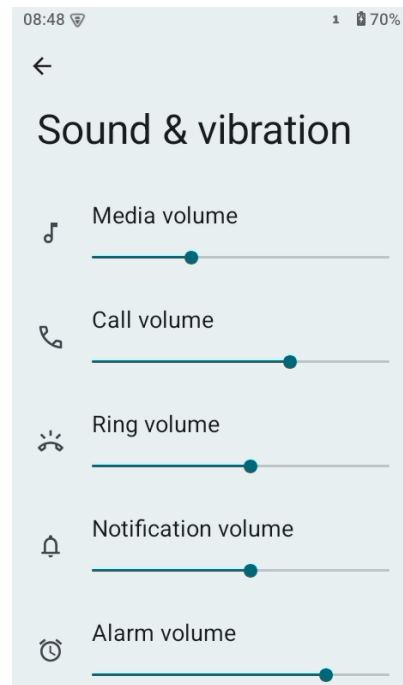 08:48 1 70%
Sound & vibration
Media volume
Call volume
Ring volume
Notification volume
Alarm volume